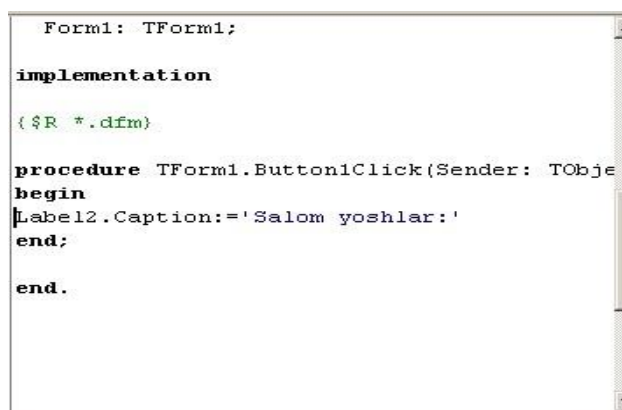 Form1: TForm1;
implementation
{$R *.dfm}
procedure TForm1.Button1Click(Sender: TObje
begin
Label2.Caption:='Salom yoshlar:'
end;
end.